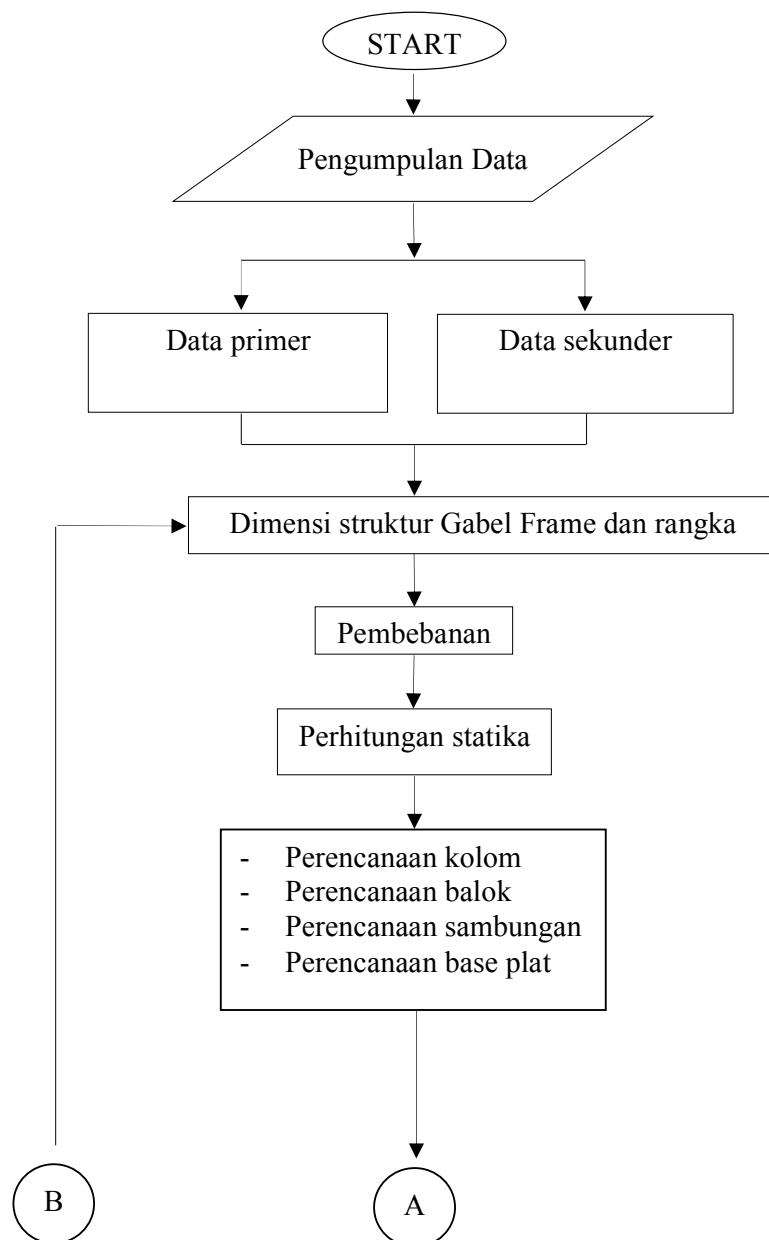 START
Pengumpulan Data
Data primer
Data sekunder
Dimensi struktur Gabel Frame dan rangka
Pembebanan
Perhitungan statika
- Perencanaan kolom
- Perencanaan balok
- Perencanaan sambungan
- Perencanaan base plat
B
A